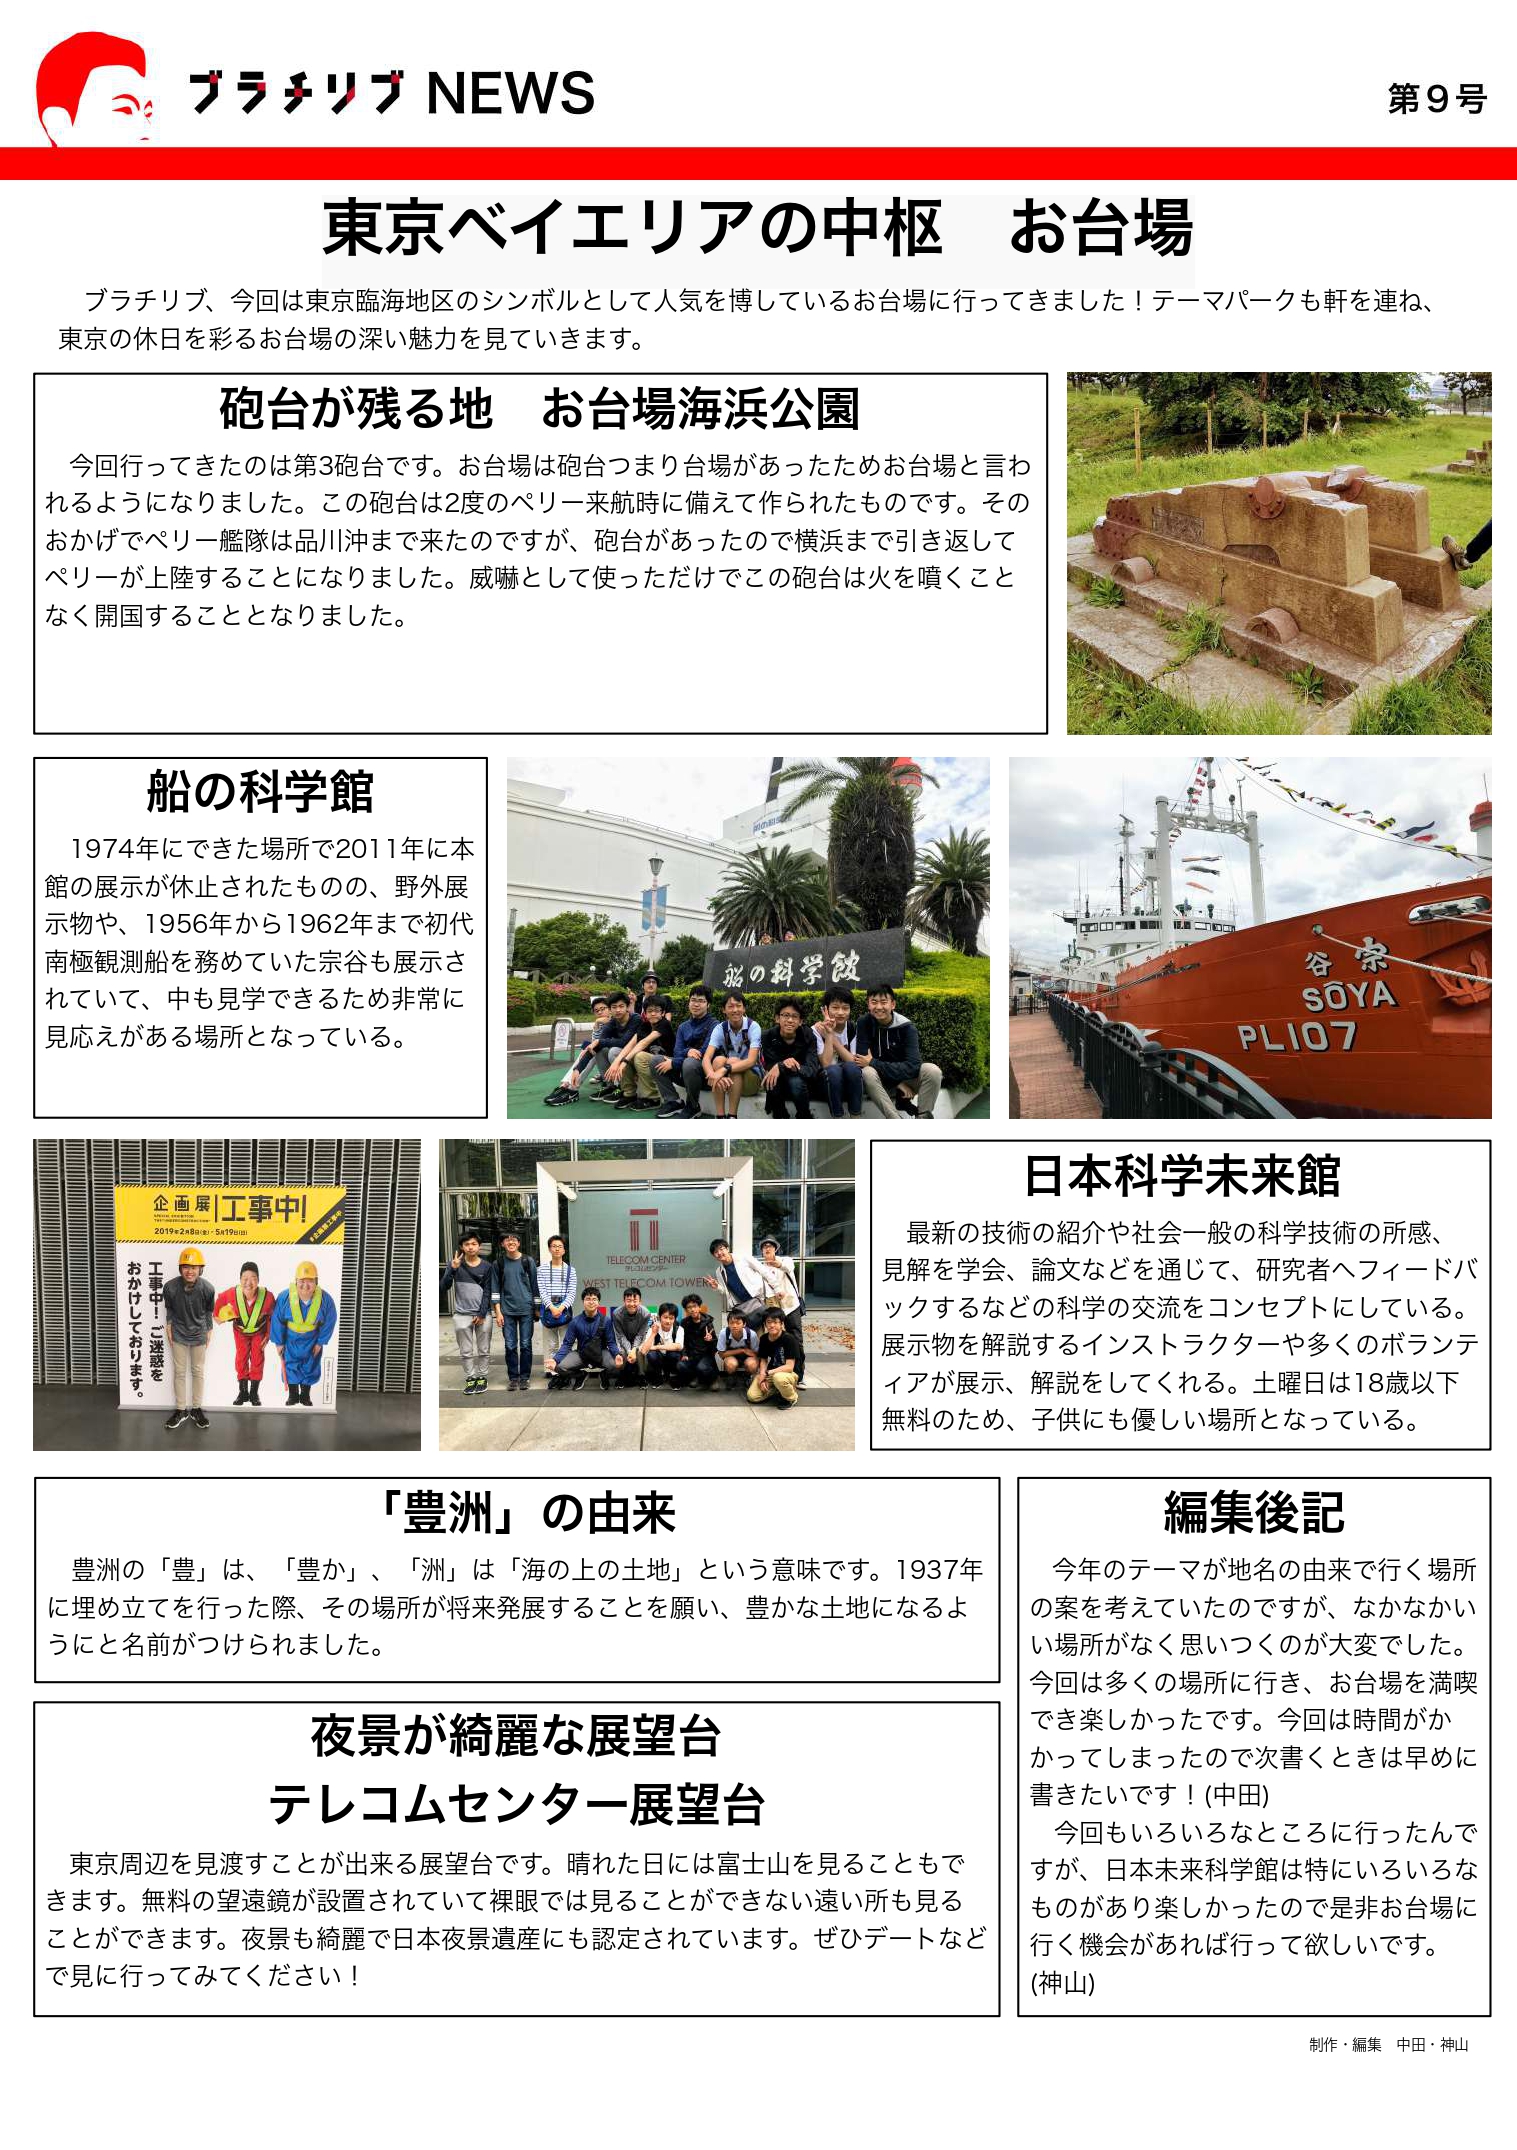 ブラチリブ NEWS
第９号
東京ベイエリアの中枢　お台場
ブラチリブ、今回は東京臨海地区のシンボルとして人気を博しているお台場に行ってきました！テーマパークも軒を連ね、
東京の休日を彩るお台場の深い魅力を見ていきます。
砲台が残る地　お台場海浜公園
今回行ってきたのは第3砲台です。お台場は砲台つまり台場があったためお台場と言わ
れるようになりました。この砲台は2度のペリー来航時に備えて作られたものです。その
おかげでペリー艦隊は品川沖まで来たのですが、砲台があったので横浜まで引き返して
ペリーが上陸することになりました。威嚇として使っただけでこの砲台は火を噴くこと
なく開国することとなりました。
船の科学館
1974年にできた場所で2011年に本
館の展示が休止されたものの、野外展
示物や、1956年から1962年まで初代
南極観測船を務めていた宗谷も展示さ
れていて、中も見学できるため非常に
見応えがある場所となっている。
船の科学館
谷 宗
SŌYA
PL107
企画展 工事中!
2019年2月8日(金)-5月19日(日)
工事中！ご迷惑を
おかけしております。
TELECOM CENTER
テレコムセンター
WEST TELECOM TOWER
日本科学未来館
最新の技術の紹介や社会一般の科学技術の所感、
見解を学会、論文などを通じて、研究者へフィードバ
ックするなどの科学の交流をコンセプトにしている。
展示物を解説するインストラクターや多くのボランテ
ィアが展示、解説をしてくれる。土曜日は18歳以下
無料のため、子供にも優しい場所となっている。
「豊洲」の由来
豊洲の「豊」は、「豊か」、「洲」は「海の上の土地」という意味です。1937年
に埋め立てを行った際、その場所が将来発展することを願い、豊かな土地になるよ
うにと名前がつけられました。
夜景が綺麗な展望台
テレコムセンター展望台
東京周辺を見渡すことが出来る展望台です。晴れた日には富士山を見ることもで
きます。無料の望遠鏡が設置されていて裸眼では見ることができない遠い所も見る
ことができます。夜景も綺麗で日本夜景遺産にも認定されています。ぜひデートなど
で見に行ってみてください！
編集後記
今年のテーマが地名の由来で行く場所
の案を考えていたのですが、なかなかい
い場所がなく思いつくのが大変でした。
今回は多くの場所に行き、お台場を満喫
でき楽しかったです。今回は時間がか
かってしまったので次書くときは早めに
書きたいです！(中田)
今回もいろいろなところに行ったんで
すが、日本未来科学館は特にいろいろな
ものがあり楽しかったので是非お台場に
行く機会があれば行って欲しいです。
(神山)
制作・編集　中田・神山